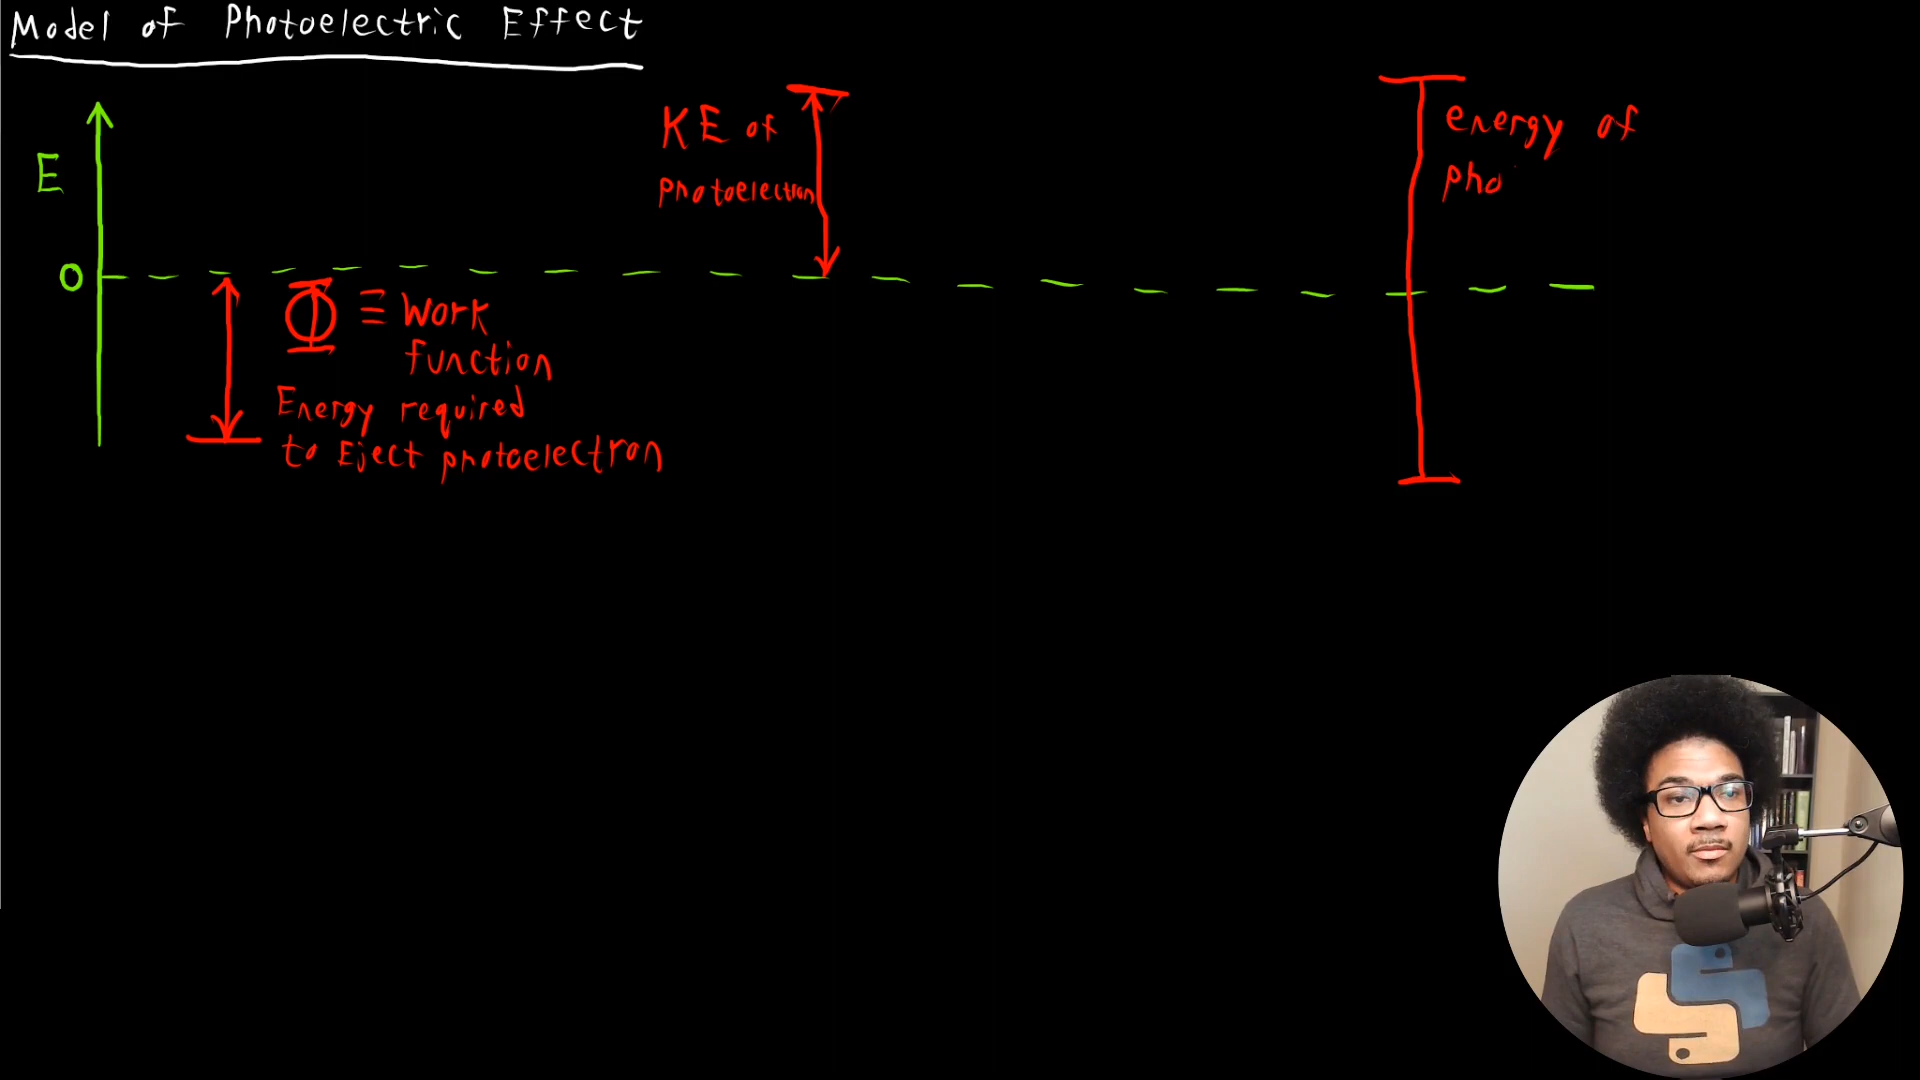 Model of Photoelectric Effect
E
KE of
photoelectron
energy of
pho
0
Φ ≡ Work
function
Energy required
to Eject photoelectron